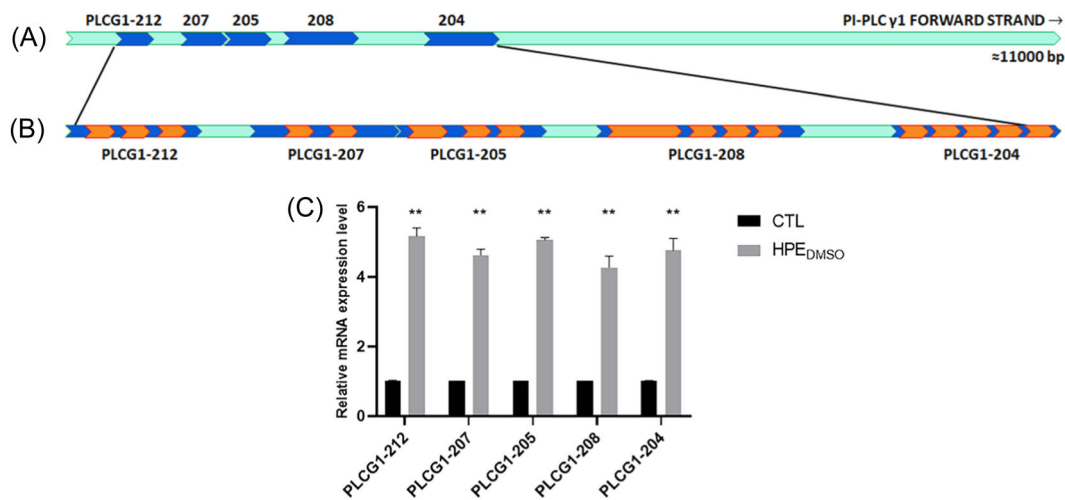 PLCG1-212 207 205 208 204 PI-PLC γ1 FORWARD STRAND →
(A)
≈11000 bp
(B)
PLCG1-212 PLCG1-207 PLCG1-205 PLCG1-208 PLCG1-204
(C)
Relative mRNA expression level
6
4
2
0
** ** ** ** **
CTL
HPEDMSO
PLCG1-212
PLCG1-207
PLCG1-205
PLCG1-208
PLCG1-204